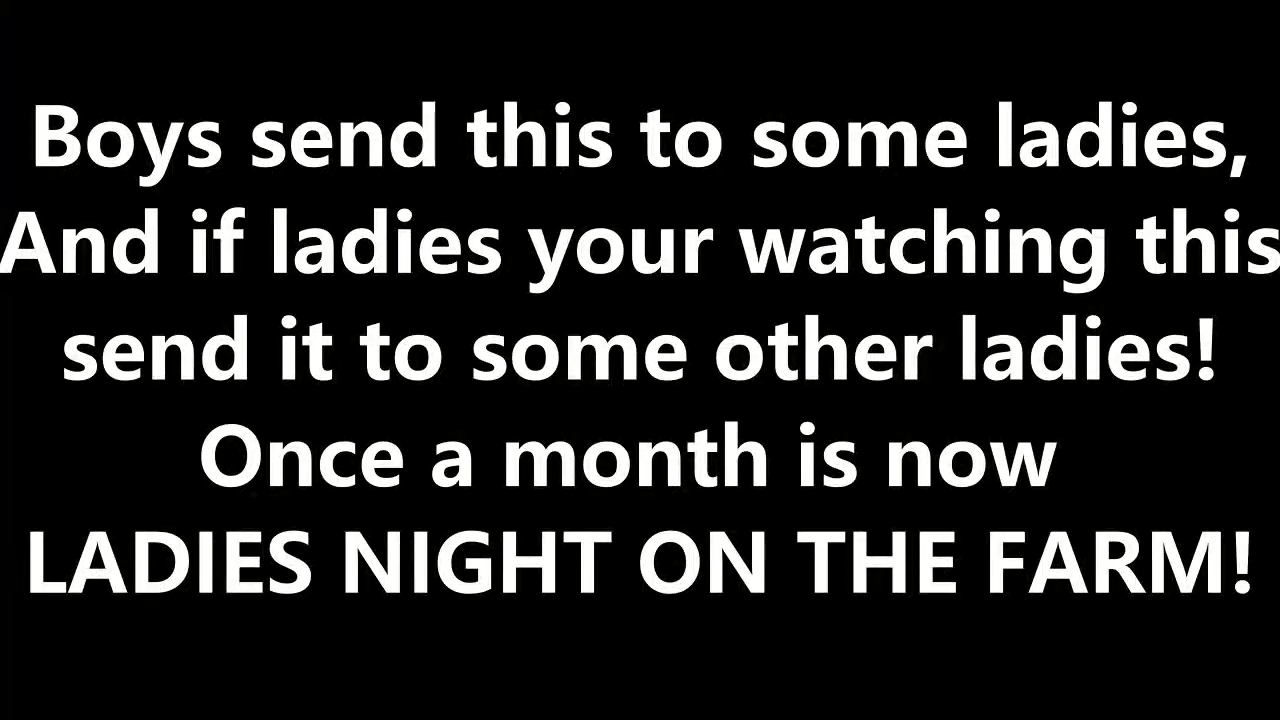 Boys send this to some ladies,
And if ladies your watching this
send it to some other ladies!
Once a month is now
LADIES NIGHT ON THE FARM!